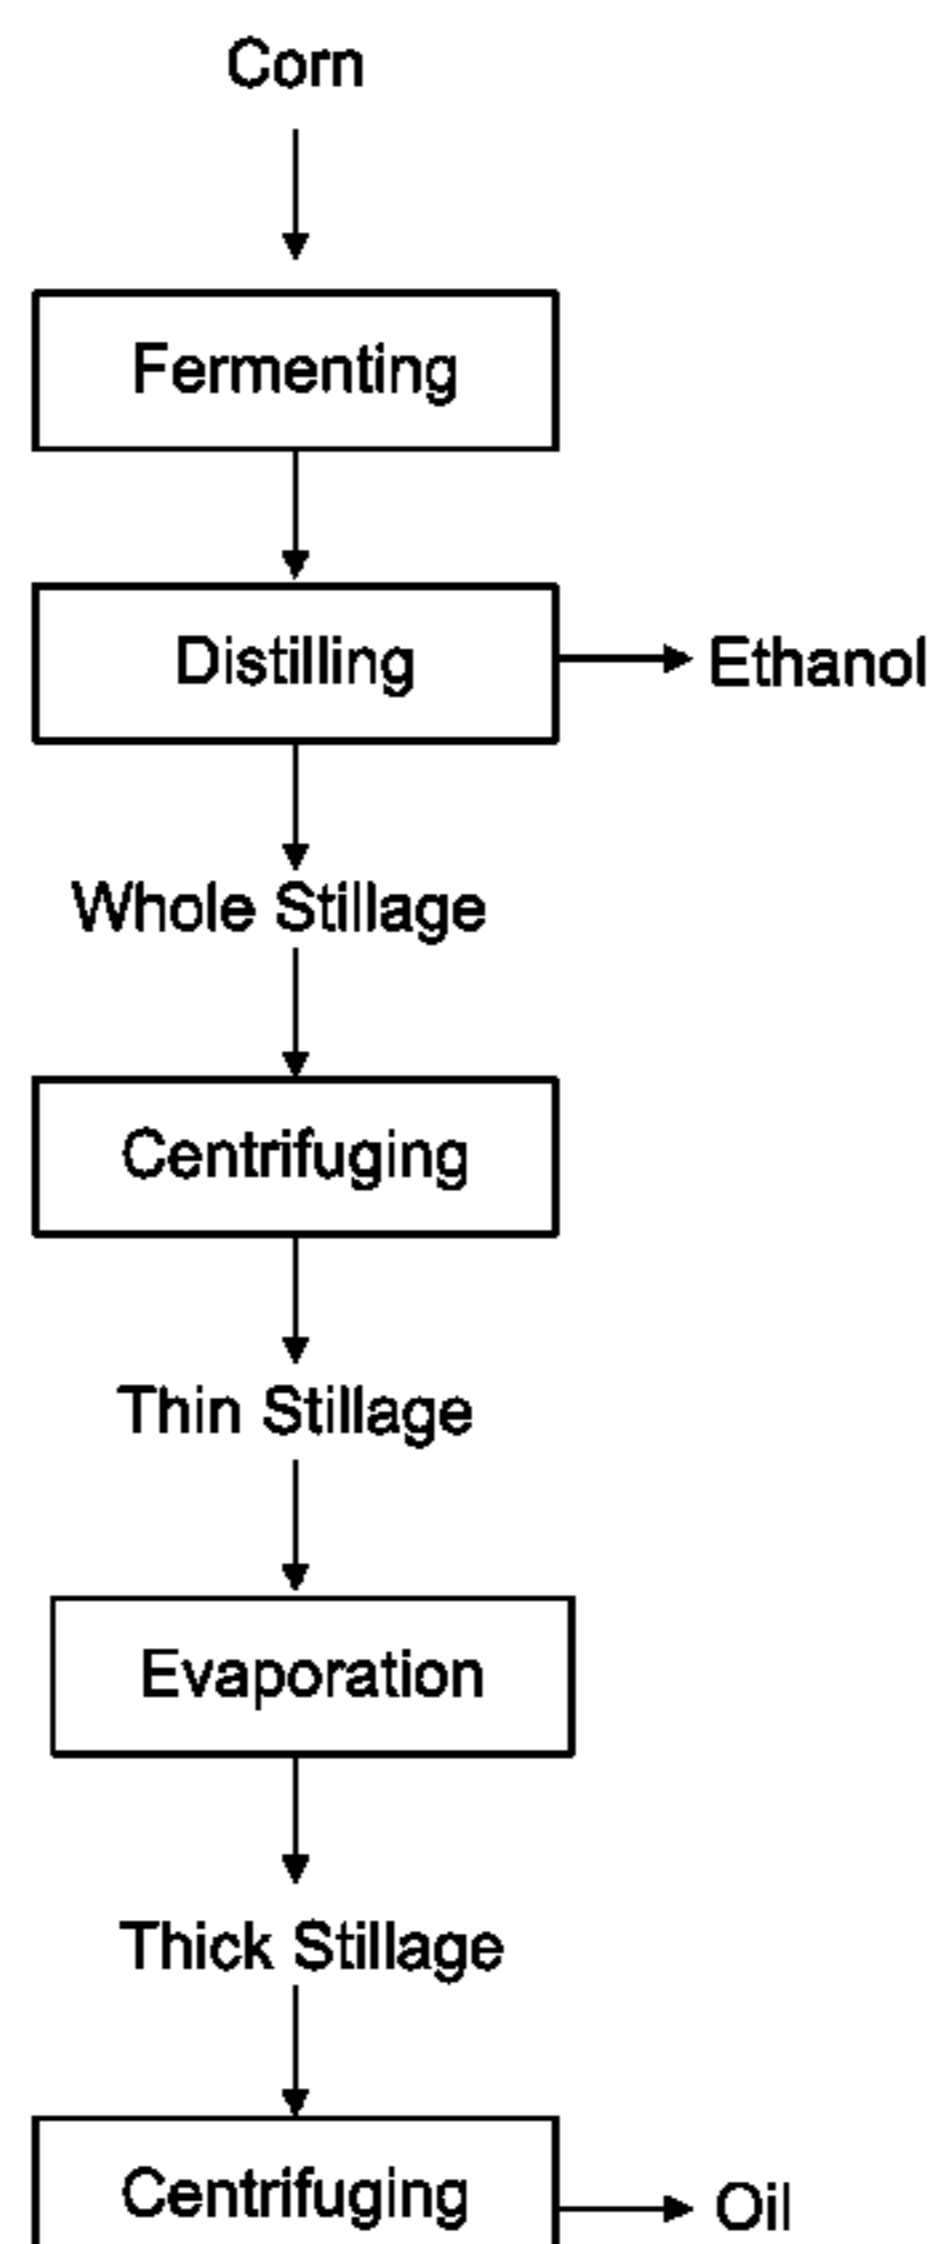 Corn
Fermenting
Distilling
Ethanol
Whole Stillage
Centrifuging
Thin Stillage
Evaporation
Thick Stillage
Centrifuging
Oil